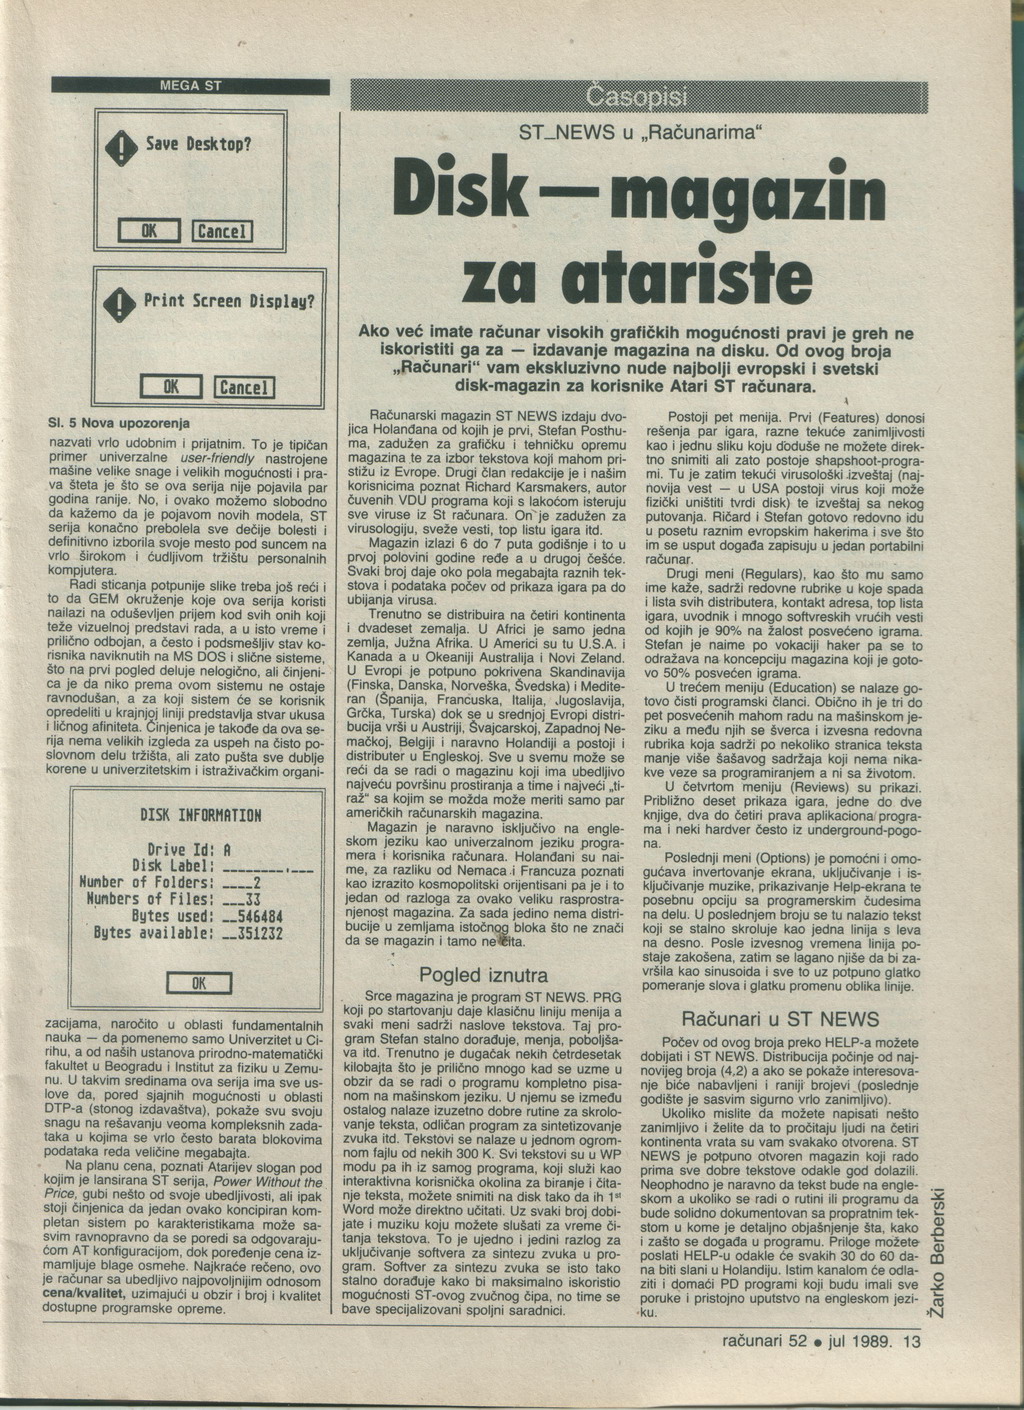 MEGA ST
Save Desktop?
OK Cancel
Print Screen Display?
OK Cancel
Sl. 5 Nova upozorenja
nazvati vrlo udobnim i prijatnim. To je tipičan
primer univerzalne user-friendly nastrojene
mašine velike snage i velikih mogućnosti i pra-
va šteta je što se ova serija nije pojavila par
godina ranije. No, i ovako možemo slobodno
da kažemo da je pojavom novih modela, ST
serija konačno prebolela sve dečije bolesti i
definitivno izborila svoje mesto pod suncem na
vrlo širokom i ćudljivom tržištu personalnih
kompjutera.
Radi sticanja potpunije slike treba još reći i
to da GEM okruženje koje ova serija koristi
nailazi na oduševljen prijem kod svih onih koji
teže vizuelnoj predstavi rada, a u isto vreme i
prilično odbojan, a često i podsmešljiv stav ko-
risnika naviknutih na MS DOS i slične sisteme,
što na prvi pogled deluje nelogično, ali činjeni-
ca je da niko prema ovom sistemu ne ostaje
ravnodušan, a za koji sistem će se korisnik
opredeliti u krajnjoj liniji predstavlja stvar ukusa
i ličnog afiniteta. Činjenica je takođe da ova se-
rija nema velikih izgleda za uspeh na čisto po-
slovnom delu tržišta, ali zato pušta sve dublje
korene u univerzitetskim i istraživačkim organi-
DISK INFORMATION
Drive Id: A
Disk Label: ________.___
Number of Folders: ____2
Numbers of Files: ___33
Bytes used: __546484
Bytes available: __351232
OK
zacijama, naročito u oblasti fundamentalnih
nauka — da pomenemo samo Univerzitet u Ci-
rihu, a od naših ustanova prirodno-matematički
fakultet u Beogradu i Institut za fiziku u Zemu-
nu. U takvim sredinama ova serija ima sve us-
love da, pored sjajnih mogućnosti u oblasti
DTP-a (stonog izdavaštva), pokaže svu svoju
snagu na rešavanju veoma kompleksnih zada-
taka u kojima se vrlo često barata blokovima
podataka reda veličine megabajta.
Na planu cena, poznati Atarijev slogan pod
kojim je lansirana ST serija, Power Without the
Price, gubi nešto od svoje ubedljivosti, ali ipak
stoji činjenica da jedan ovako koncipiran kom-
pletan sistem po karakteristikama može sa-
svim ravnopravno da se poredi sa odgovaraju-
ćom AT konfiguracijom, dok poređenje cena iz-
mamljuje blage osmehe. Najkraće rečeno, ovo
je računar sa ubedljivo najpovoljnijim odnosom
cena/kvalitet, uzimajući u obzir i broj i kvalitet
dostupne programske opreme.
Časopisi
ST_NEWS u „Računarima“
Disk — magazin
za atariste
Ako već imate računar visokih grafičkih mogućnosti pravi je greh ne
iskoristiti ga za — izdavanje magazina na disku. Od ovog broja
„Računari“ vam ekskluzivno nude najbolji evropski i svetski
disk-magazin za korisnike Atari ST računara.
Računarski magazin ST NEWS izdaju dvo-
jica Holanđana od kojih je prvi, Stefan Posthu-
ma, zadužen za grafičku i tehničku opremu
magazina te za izbor tekstova koji mahom pri-
stižu iz Evrope. Drugi član redakcije je i našim
korisnicima poznat Richard Karsmakers, autor
čuvenih VDU programa koji s lakoćom isteruju
sve viruse iz St računara. On je zadužen za
virusologiju, sveže vesti, top listu igara itd.
Magazin izlazi 6 do 7 puta godišnje i to u
prvoj polovini godine ređe a u drugoj češće.
Svaki broj daje oko pola megabajta raznih tek-
stova i podataka počev od prikaza igara pa do
ubijanja virusa.
Trenutno se distribuira na četiri kontinenta
i dvadeset zemalja. U Africi je samo jedna
zemlja, Južna Afrika. U Americi su tu U.S.A. i
Kanada a u Okeaniji Australija i Novi Zeland.
U Evropi je potpuno pokrivena Skandinavija
(Finska, Danska, Norveška, Švedska) i Medite-
ran (Španija, Francuska, Italija, Jugoslavija,
Grčka, Turska) dok se u srednjoj Evropi distri-
bucija vrši u Austriji, Švajcarskoj, Zapadnoj Ne-
mačkoj, Belgiji i naravno Holandiji a postoji i
distributer u Engleskoj. Sve u svemu može se
reći da se radi o magazinu koji ima ubedljivo
najveću površinu prostiranja a time i najveći „ti-
raž“ sa kojim se možda može meriti samo par
američkih računarskih magazina.
Magazin je naravno isključivo na engle-
skom jeziku kao univerzalnom jeziku progra-
mera i korisnika računara. Holanđani su nai-
me, za razliku od Nemaca i Francuza poznati
kao izrazito kosmopolitski orijentisani pa je i to
jedan od razloga za ovako veliku rasprostra-
njenost magazina. Za sada jedino nema distri-
bucije u zemljama istočnog bloka što ne znači
da se magazin i tamo ne čita.
Pogled iznutra
Srce magazina je program ST NEWS. PRG
koji po startovanju daje klasičnu liniju menija a
svaki meni sadrži naslove tekstova. Taj pro-
gram Stefan stalno dorađuje, menja, poboljša-
va itd. Trenutno je dugačak nekih četrdesetak
kilobajta što je prilično mnogo kad se uzme u
obzir da se radi o programu kompletno pisa-
nom na mašinskom jeziku. U njemu se između
ostalog nalaze izuzetno dobre rutine za skrolo-
vanje teksta, odličan program za sintetizovanje
zvuka itd. Tekstovi se nalaze u jednom ogrom-
nom fajlu od nekih 300 K. Svi tekstovi su u WP
modu pa ih iz samog programa, koji služi kao
interaktivna korisnička okolina za biranje i čita-
nje teksta, možete snimiti na disk tako da ih 1st
Word može direktno učitati. Uz svaki broj dobi-
jate i muziku koju možete slušati za vreme či-
tanja tekstova. To je ujedno i jedini razlog za
uključivanje softvera za sintezu zvuka u pro-
gram. Softver za sintezu zvuka se isto tako
stalno dorađuje kako bi maksimalno iskoristio
mogućnosti ST-ovog zvučnog čipa, no time se
bave specijalizovani spoljni saradnici.
Postoji pet menija. Prvi (Features) donosi
rešenja par igara, razne tekuće zanimljivosti
kao i jednu sliku koju doduše ne možete direk-
tno snimiti ali zato postoje shapshoot-progra-
mi. Tu je zatim tekući virusološki izveštaj (naj-
novija vest — u USA postoji virus koji može
fizički uništiti tvrdi disk) te izveštaj sa nekog
putovanja. Ričard i Stefan gotovo redovno idu
u posetu raznim evropskim hakerima i sve što
im se usput događa zapisuju u jedan portabilni
računar.
Drugi meni (Regulars), kao što mu samo
ime kaže, sadrži redovne rubrike u koje spada
i lista svih distributera, kontakt adresa, top lista
igara, uvodnik i mnogo softvreskih vrućih vesti
od kojih je 90% na žalost posvećeno igrama.
Stefan je naime po vokaciji haker pa se to
odražava na koncepciju magazina koji je goto-
vo 50% posvećen igrama.
U trećem meniju (Education) se nalaze go-
tovo čisti programski članci. Obično ih je tri do
pet posvećenih mahom radu na mašinskom je-
ziku a među njih se šverca i izvesna redovna
rubrika koja sadrži po nekoliko stranica teksta
manje više šašavog sadržaja koji nema nika-
kve veze sa programiranjem a ni sa životom.
U četvrtom meniju (Reviews) su prikazi.
Približno deset prikaza igara, jedne do dve
knjige, dva do četiri prava aplikaciona programa-
ma i neki hardver često iz underground-pogo-
na.
Poslednji meni (Options) je pomoćni i omo-
gućava invertovanje ekrana, uključivanje i is-
ključivanje muzike, prikazivanje Help-ekrana te
posebnu opciju sa programerskim čudesima
na delu. U poslednjem broju se tu nalazio tekst
koji se stalno skroluje kao jedna linija s leva
na desno. Posle izvesnog vremena linija po-
staje zakošena, zatim se lagano njiše da bi za-
vršila kao sinusoida i sve to uz potpuno glatko
pomeranje slova i glatku promenu oblika linije.
Računari u ST NEWS
Počev od ovog broja preko HELP-a možete
dobijati i ST NEWS. Distribucija počinje od naj-
novijeg broja (4,2) a ako se pokaže interesova-
nje biće nabavljeni i raniji brojevi (poslednje
godište je sasvim sigurno vrlo zanimljivo).
Ukoliko mislite da možete napisati nešto
zanimljivo i želite da to pročitaju ljudi na četiri
kontinenta vrata su vam svakako otvorena. ST
NEWS je potpuno otvoren magazin koji rado
prima sve dobre tekstove odakle god dolazili.
Neophodno je naravno da tekst bude na engle-
skom a ukoliko se radi o rutini ili programu da
bude solidno dokumentovan sa propratnim tek-
stom u kome je detaljno objašnjenje šta, kako
i zašto se događa u programu. Priloge možete
poslati HELP-u odakle će svakih 30 do 60 da-
na biti slani u Holandiju. Istim kanalom će odla-
ziti i domaći PD programi koji budu imali sve
poruke i pristojno uputstvo na engleskom jezi-
ku.
Žarko Berberski
računari 52 • jul 1989. 13